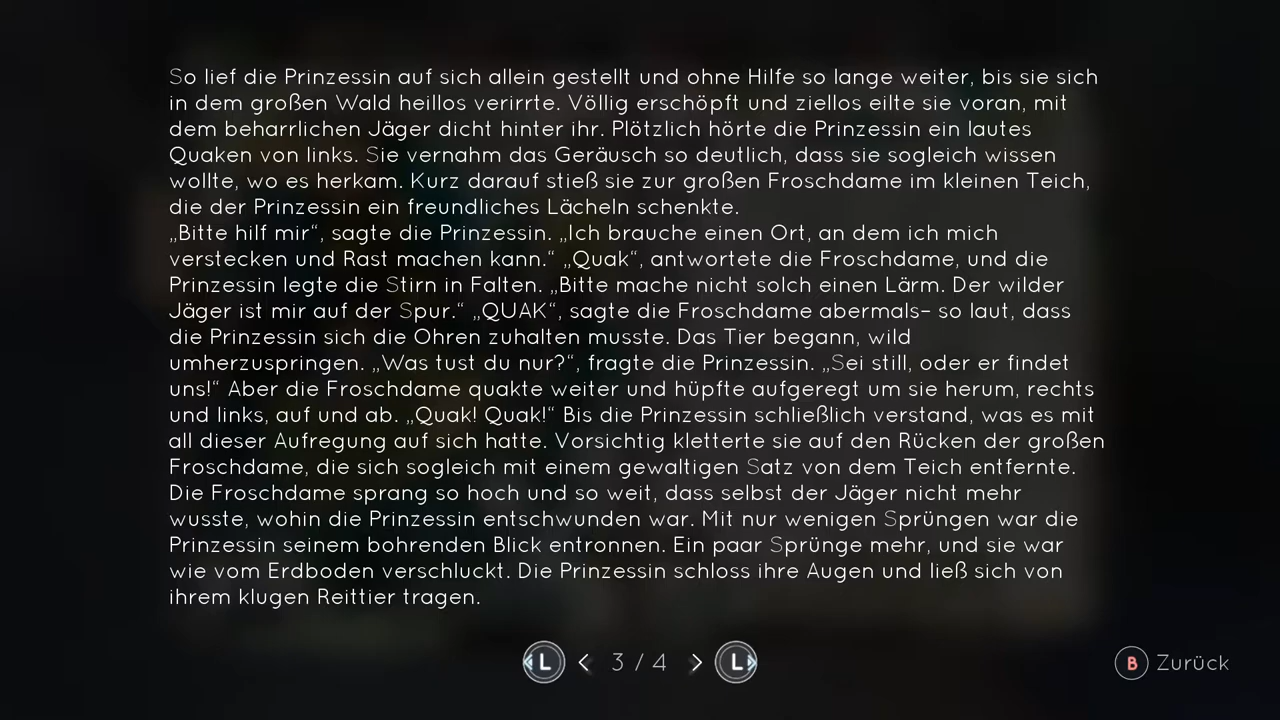 So lief die Prinzessin auf sich allein gestellt und ohne Hilfe so lange weiter, bis sie sich
in dem großen Wald heillos verirrte. Völlig erschöpft und ziellos eilte sie voran, mit
dem beharrlichen Jäger dicht hinter ihr. Plötzlich hörte die Prinzessin ein lautes
Quaken von links. Sie vernahm das Geräusch so deutlich, dass sie sogleich wissen
wollte, wo es herkam. Kurz darauf stieß sie zur großen Froschdame im kleinen Teich,
die der Prinzessin ein freundliches Lächeln schenkte.
„Bitte hilf mir“, sagte die Prinzessin. „Ich brauche einen Ort, an dem ich mich
verstecken und Rast machen kann.“ „Quak“, antwortete die Froschdame, und die
Prinzessin legte die Stirn in Falten. „Bitte mache nicht solch einen Lärm. Der wilder
Jäger ist mir auf der Spur.“ „QUAK“, sagte die Froschdame abermals– so laut, dass
die Prinzessin sich die Ohren zuhalten musste. Das Tier begann, wild
umherzuspringen. „Was tust du nur?“, fragte die Prinzessin. „Sei still, oder er findet
uns!“ Aber die Froschdame quakte weiter und hüpfte aufgeregt um sie herum, rechts
und links, auf und ab. „Quak! Quak!“ Bis die Prinzessin schließlich verstand, was es mit
all dieser Aufregung auf sich hatte. Vorsichtig kletterte sie auf den Rücken der großen
Froschdame, die sich sogleich mit einem gewaltigen Satz von dem Teich entfernte.
Die Froschdame sprang so hoch und so weit, dass selbst der Jäger nicht mehr
wusste, wohin die Prinzessin entschwunden war. Mit nur wenigen Sprüngen war die
Prinzessin seinem bohrenden Blick entronnen. Ein paar Sprünge mehr, und sie war
wie vom Erdboden verschluckt. Die Prinzessin schloss ihre Augen und ließ sich von
ihrem klugen Reittier tragen.
L < 3 / 4 > L
B Zurück